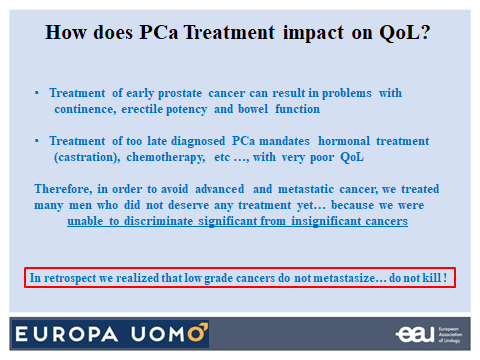 How does PCa Treatment impact on QoL?
• Treatment of early prostate cancer can result in problems with
continence, erectile potency and bowel function
• Treatment of too late diagnosed PCa mandates hormonal treatment
(castration), chemotherapy, etc …, with very poor QoL
Therefore, in order to avoid advanced and metastatic cancer, we treated
many men who did not deserve any treatment yet… because we were
unable to discriminate significant from insignificant cancers
In retrospect we realized that low grade cancers do not metastasize… do not kill !
EUROPA UOMO
eau
European
Association
of Urology